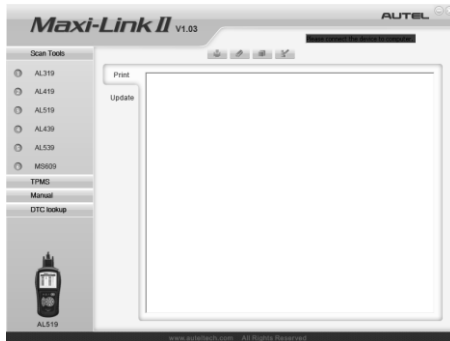 Maxi-Link II V1.03
AUTEL
Please connect the device to computer.
Scan Tools
AL319
AL419
AL519
AL439
AL539
MS609
TPMS
Manual
DTC lookup
Print
Update
AL519
www.auteltech.com All Rights Reserved